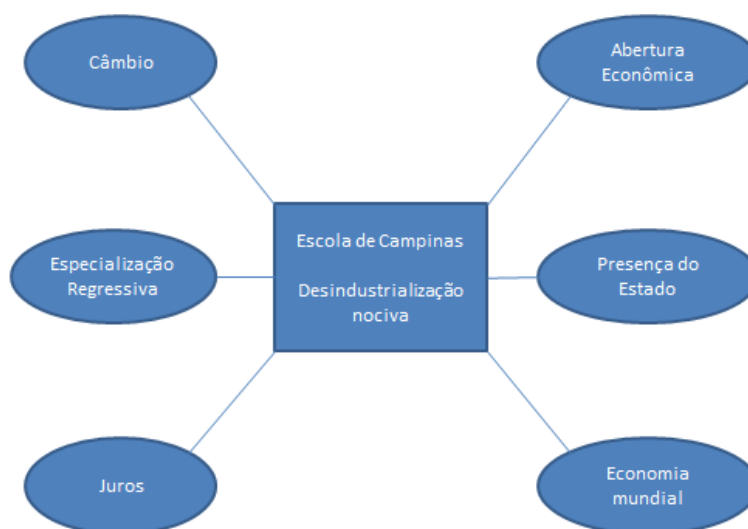 Câmbio
Abertura
Econômica
Especialização
Regressiva
Escola de Campinas
Desindustrialização
nociva
Presença do
Estado
Juros
Economia
mundial